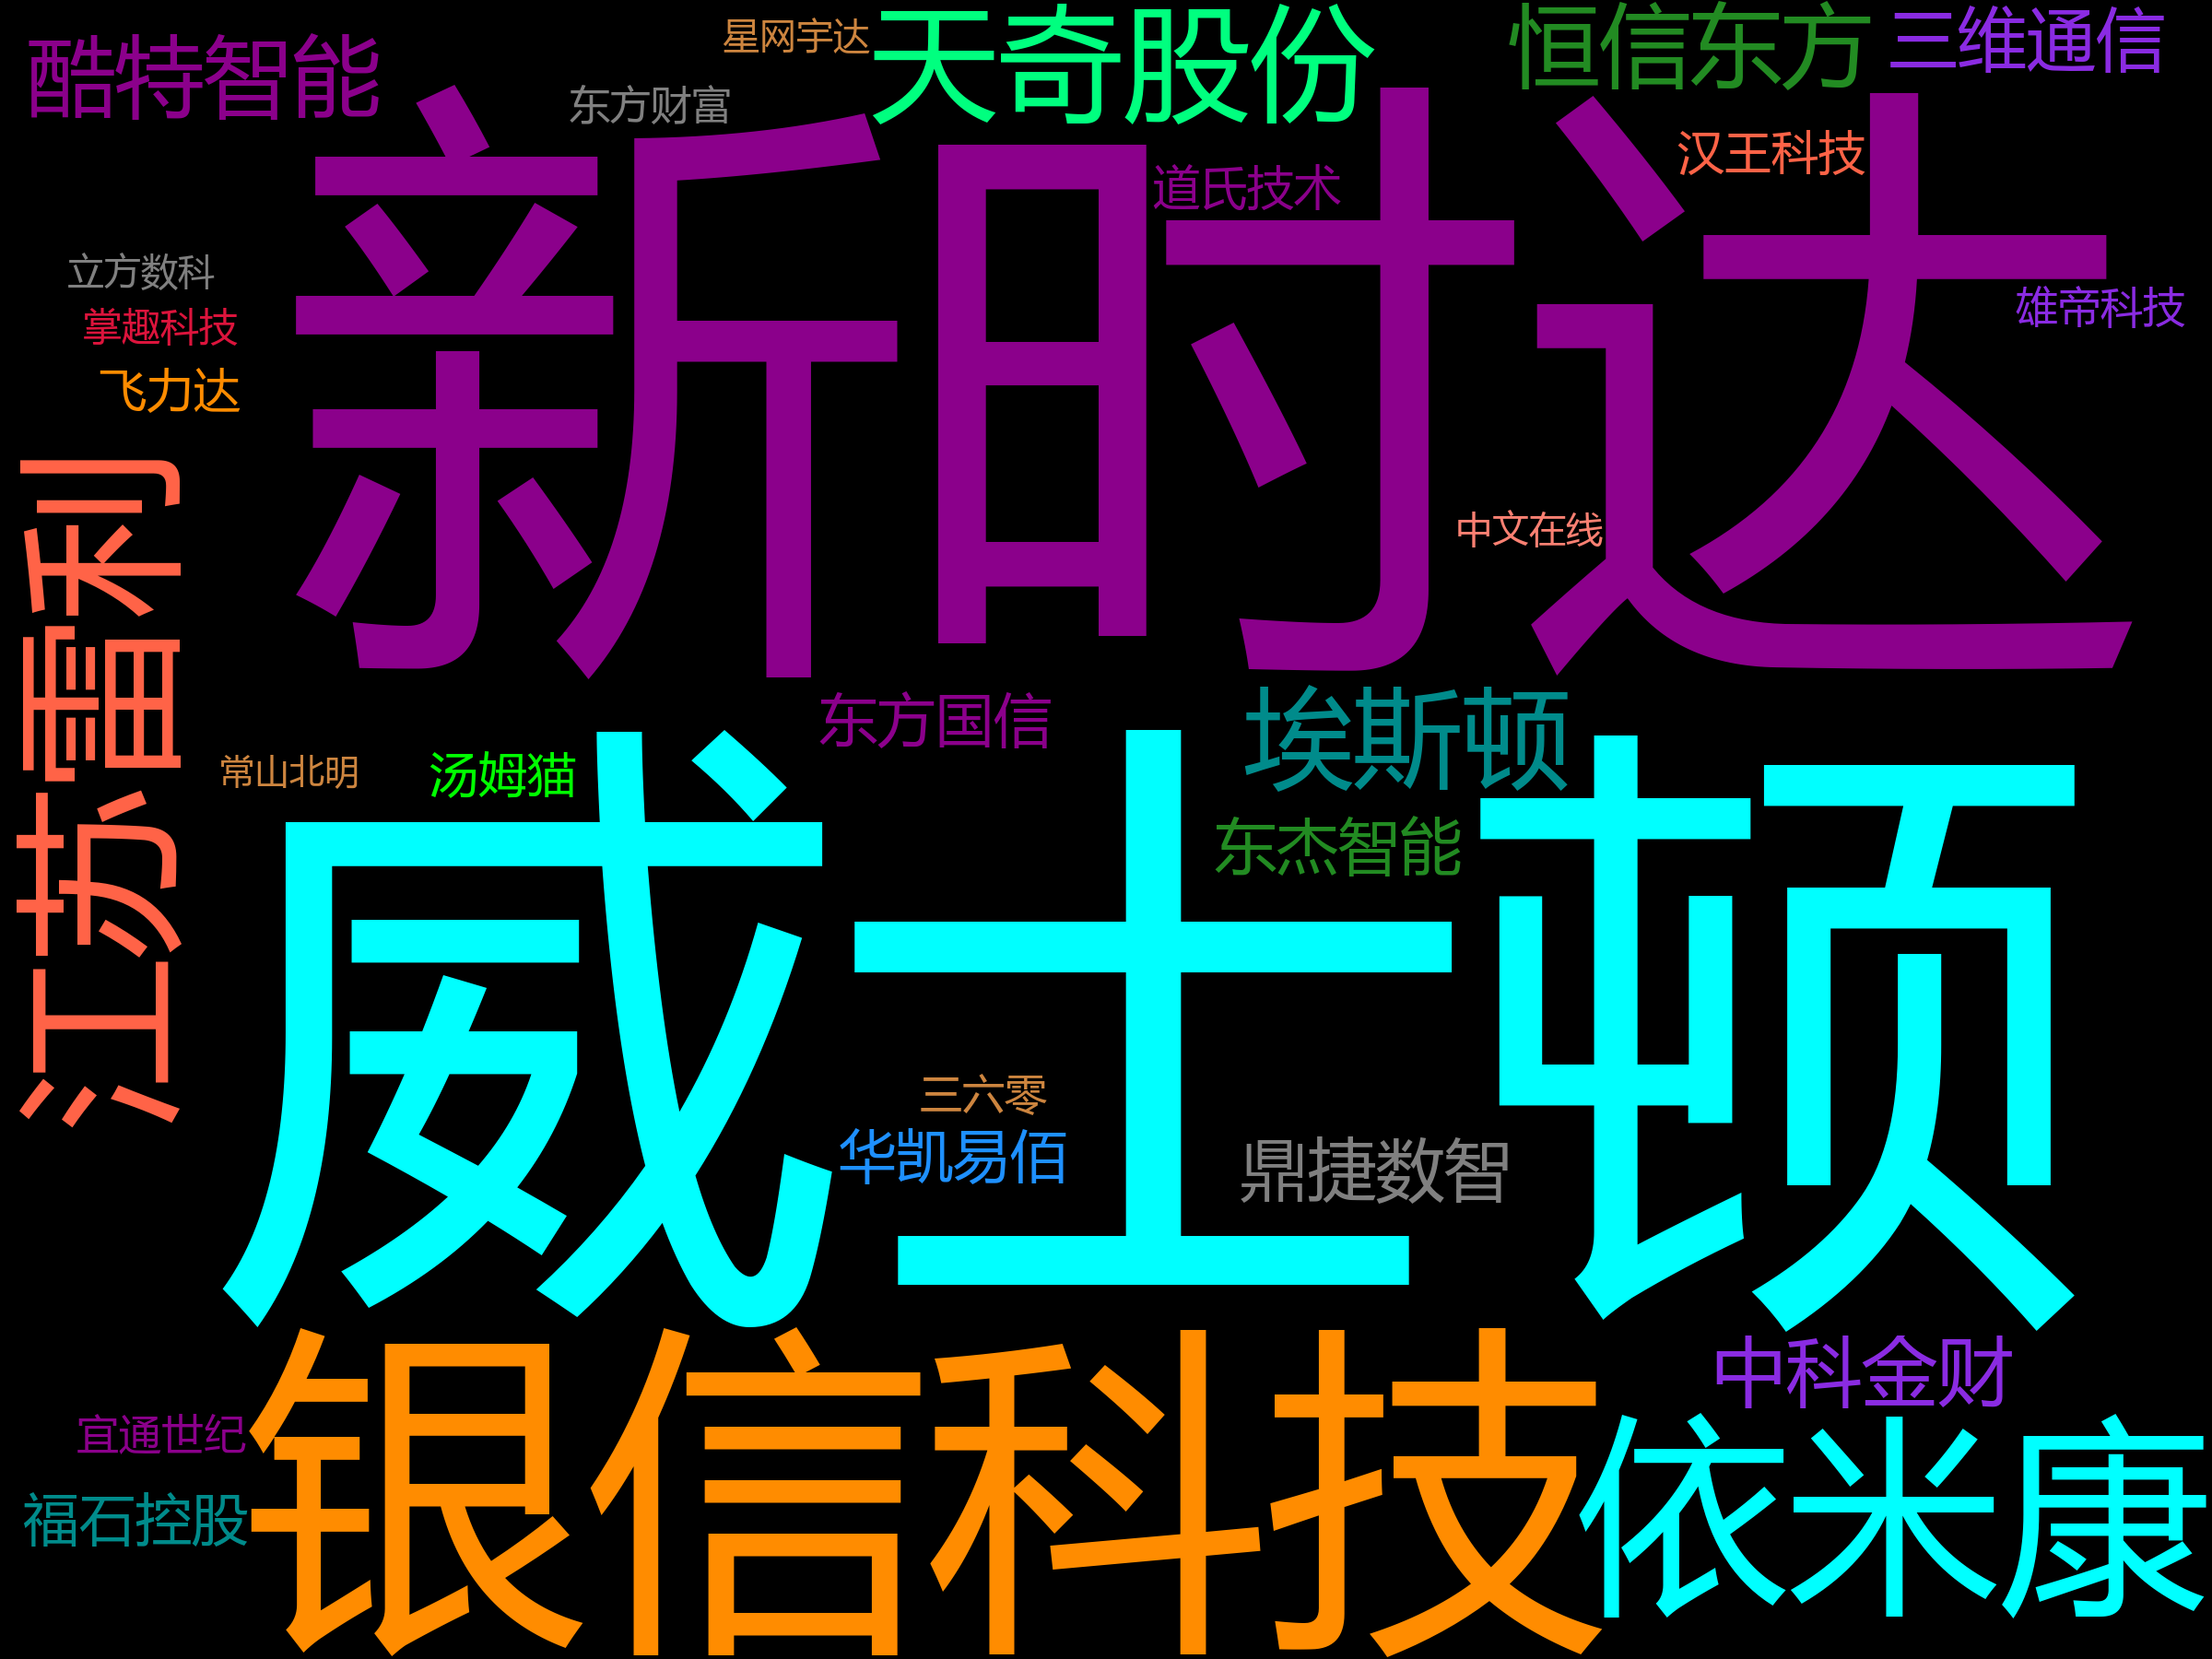 酷特智能
星网宇达
天奇股份
恒信东方
三维通信
东方财富
汉王科技
道氏技术
新时达
立方数科
掌趣科技
雄帝科技
飞力达
中文在线
江苏雷利
东方国信
埃斯顿
常山北明
汤姆猫
东杰智能
威士顿
三六零
华凯易佰
鼎捷数智
银信科技
中科金财
宜通世纪
依米康
福石控股